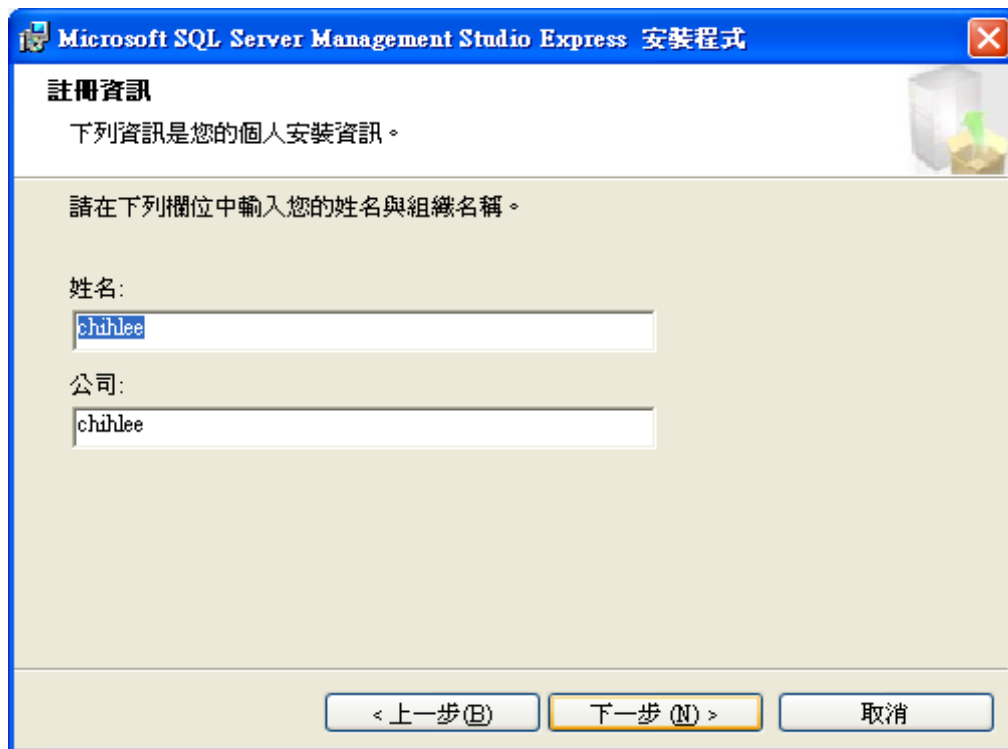 Microsoft SQL Server Management Studio Express 安裝程式
註冊資訊
下列資訊是您的個人安裝資訊。
請在下列欄位中輸入您的姓名與組織名稱。
姓名:
chihlee
公司:
chihlee
< 上一步(B) 下一步 (N) > 取消